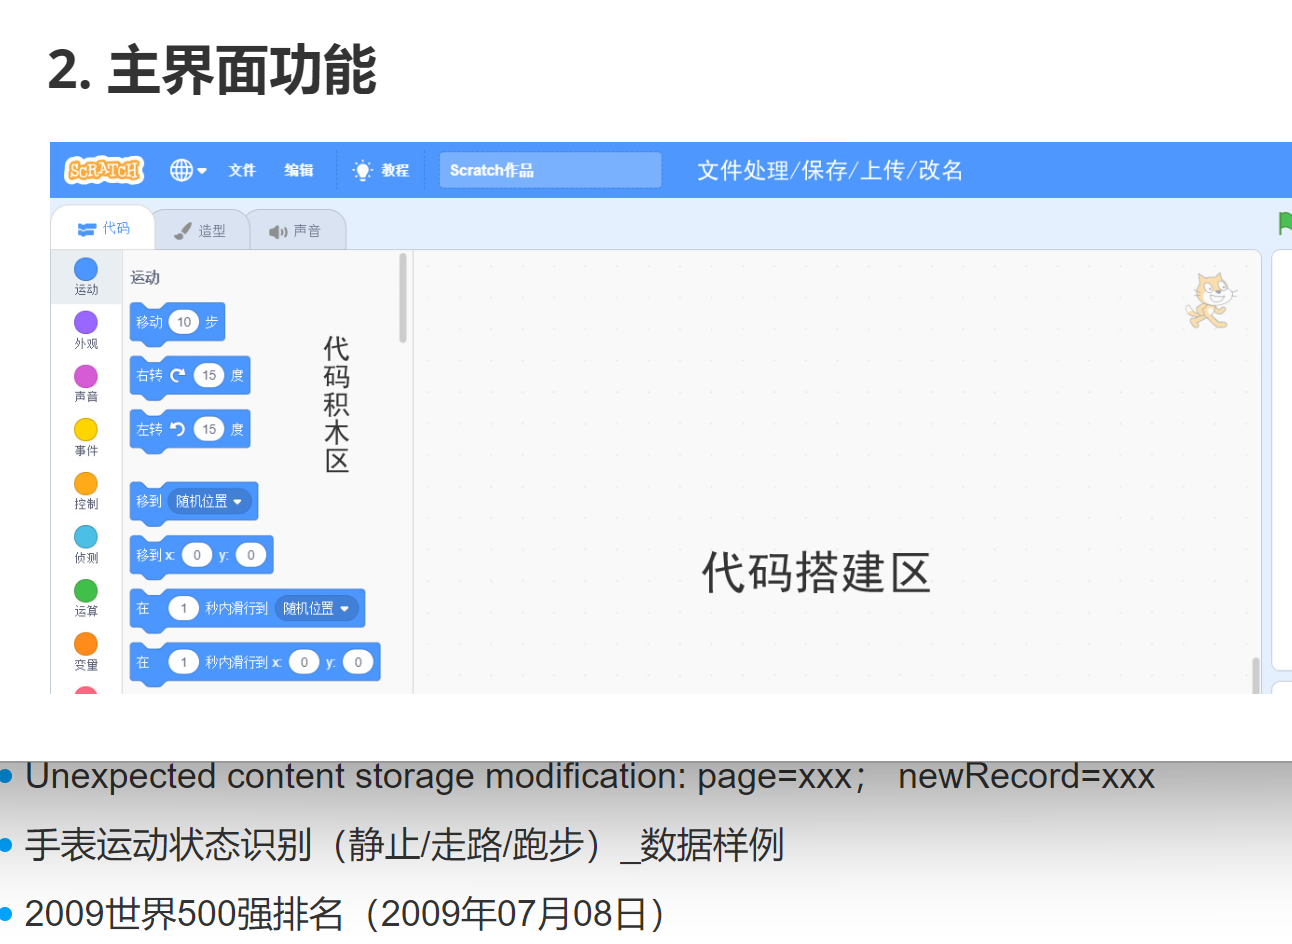 2. 主界面功能
SCRATCH 文件 编辑 教程 Scratch作品 文件处理/保存/上传/改名
代码 造型 声音
运动
运动
外观
声音
事件
控制
侦测
运算
变量
移动 10 步
右转 15 度
左转 15 度
移到 随机位置
移到 x: 0 y: 0
在 1 秒内滑行到 随机位置
在 1 秒内滑行到 x: 0 y: 0
代码积木区
代码搭建区
Unexpected content storage modification: page=xxx； newRecord=xxx
手表运动状态识别（静止/走路/跑步）_数据样例
2009世界500强排名（2009年07月08日）